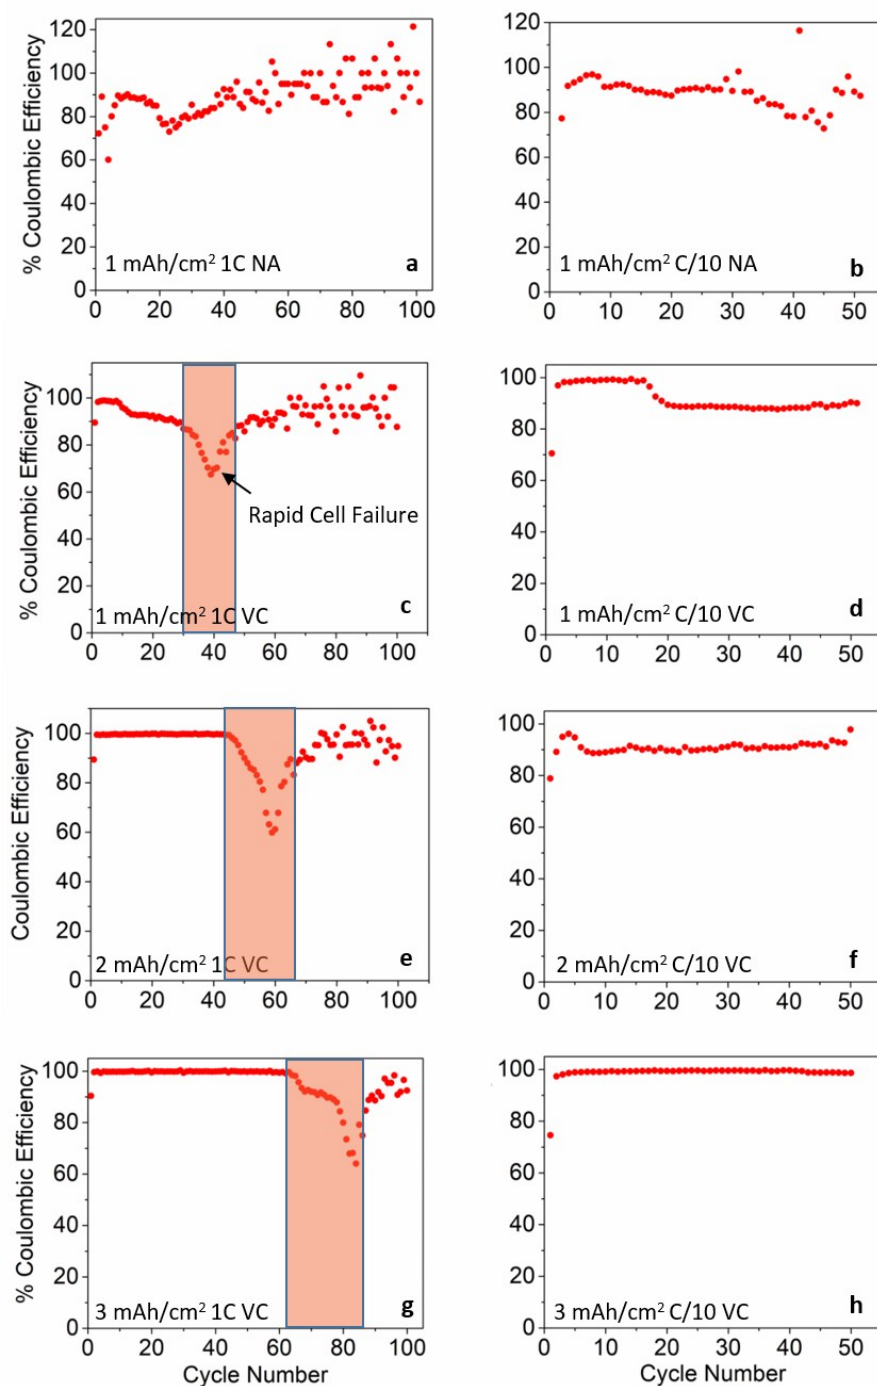 120
100
80
60
40
20
0
% Coulombic Efficiency
1 mAh/cm² 1C NA
a
0 20 40 60 80 100
120
100
80
60
40
20
0
1 mAh/cm² C/10 NA
b
0 10 20 30 40 50
100
80
60
40
20
0
% Coulombic Efficiency
Rapid Cell Failure
1 mAh/cm² 1C VC
c
0 20 40 60 80 100
100
80
60
40
20
0
1 mAh/cm² C/10 VC
d
0 10 20 30 40 50
100
80
60
40
20
0
Coulombic Efficiency
2 mAh/cm² 1C VC
e
0 20 40 60 80 100
100
80
60
40
20
0
2 mAh/cm² C/10 VC
f
0 10 20 30 40 50
100
80
60
40
20
0
% Coulombic Efficiency
3 mAh/cm² 1C VC
g
0 20 40 60 80 100
Cycle Number
100
80
60
40
20
0
3 mAh/cm² C/10 VC
h
0 10 20 30 40 50
Cycle Number